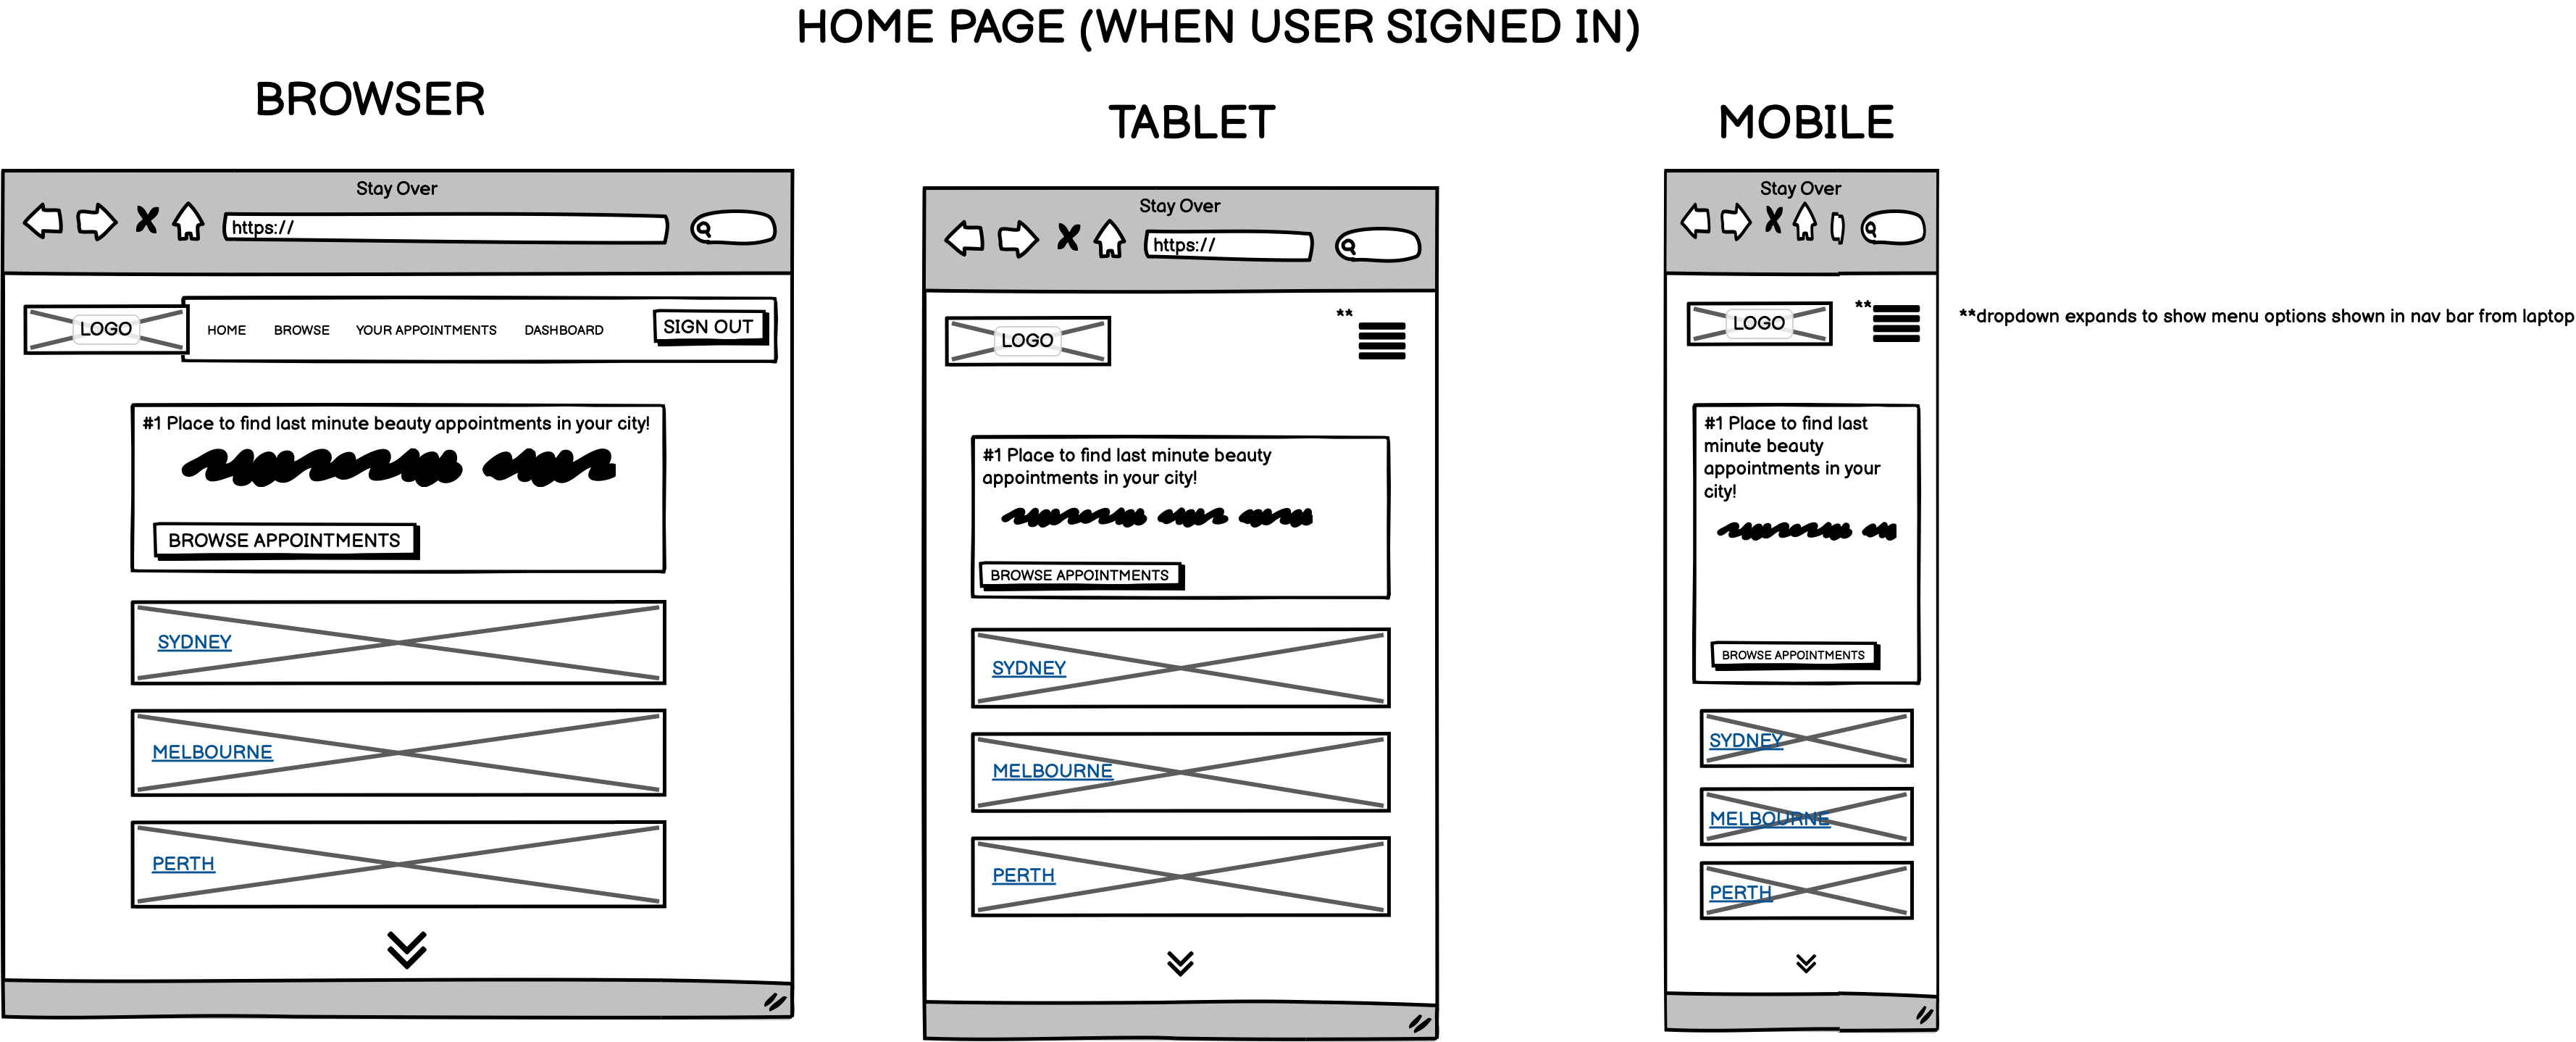 HOME PAGE (WHEN USER SIGNED IN)
BROWSER
Stay Over
https://
LOGO
HOME BROWSE YOUR APPOINTMENTS DASHBOARD SIGN OUT
#1 Place to find last minute beauty appointments in your city!
BROWSE APPOINTMENTS
SYDNEY
MELBOURNE
PERTH
TABLET
Stay Over
https://
LOGO
**
#1 Place to find last minute beauty
appointments in your city!
BROWSE APPOINTMENTS
SYDNEY
MELBOURNE
PERTH
MOBILE
Stay Over
LOGO
**
#1 Place to find last
minute beauty
appointments in your
city!
BROWSE APPOINTMENTS
SYDNEY
MELBOURNE
PERTH
**dropdown expands to show menu options shown in nav bar from laptop